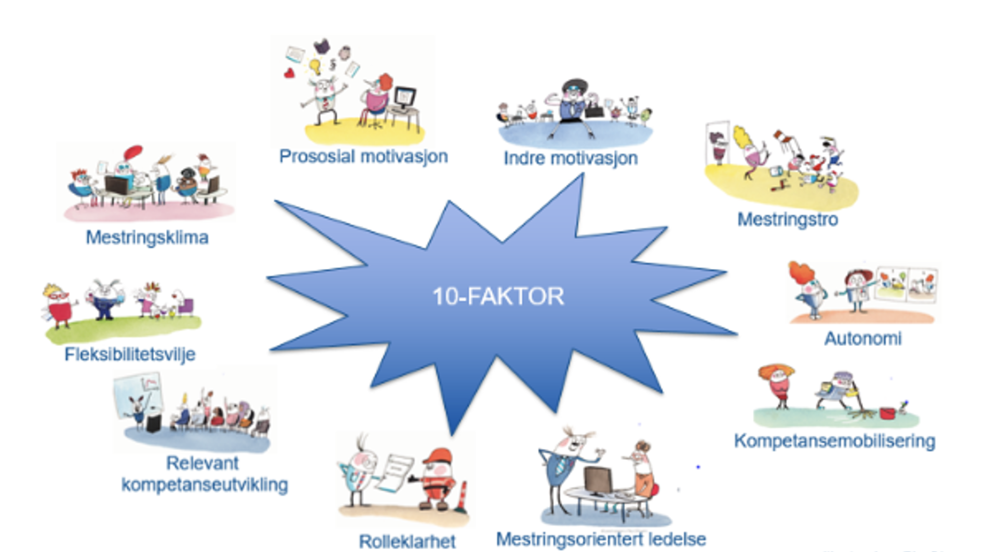 Prososial motivasjon
Indre motivasjon
Mestringstro
Mestringsklima
10-FAKTOR
Autonomi
Fleksibilitetsvilje
Kompetansemobilisering
Relevant
kompetanseutvikling
Rolleklarhet
Mestringsorientert ledelse